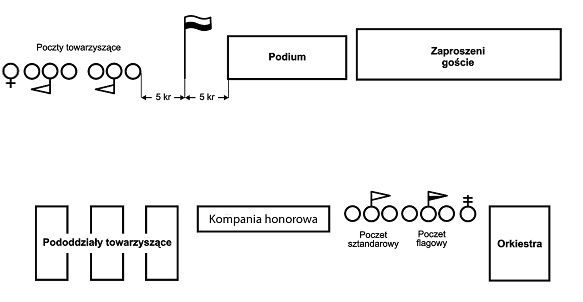 Poczty towarzyszące
Podium
Zaproszeni
goście
5 kr
5 kr
Pododdziały towarzyszące
Kompania honorowa
Poczet
sztandarowy
Poczet
flagowy
Orkiestra